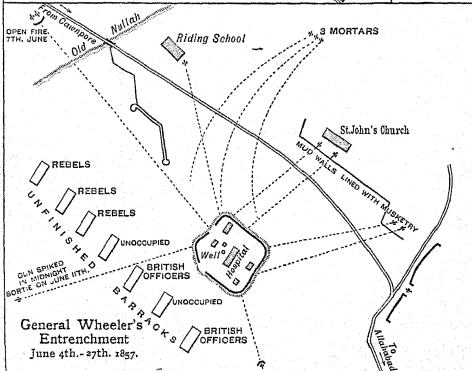 From Cawnpore
OPEN FIRE,
7TH. JUNE
Old Nullah
Riding School
3 MORTARS
St. John's Church
MUD WALLS LINED WITH MUSKETRY
REBELS
REBELS
REBELS
UNOCCUPIED
BRITISH
OFFICERS
UNOCCUPIED
BRITISH
OFFICERS
UNFINISHED
BARRACKS
Well
Hospital
GUN SPIKED
IN MIDNIGHT
SORTIE ON JUNE 11TH.
General Wheeler's
Entrenchment
June 4th.-27th. 1857.
To
Allahabad